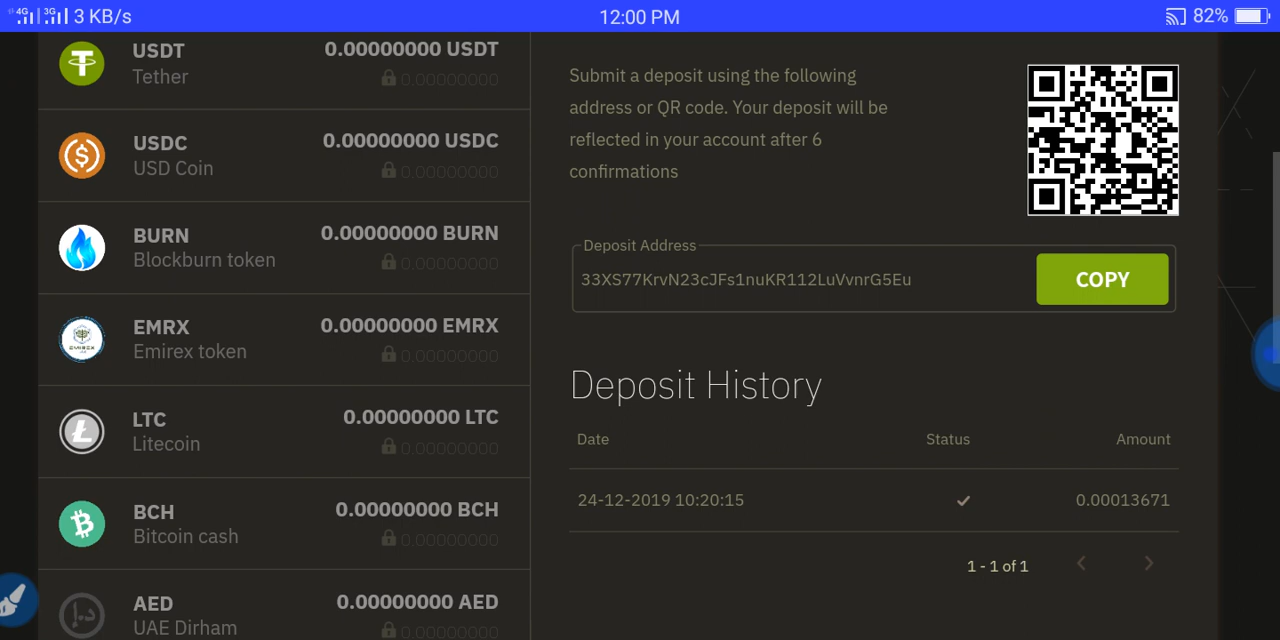 4G 3G 3 KB/s 12:00 PM 82%
USDT 0.00000000 USDT
Tether 0.00000000
USDC 0.00000000 USDC
USD Coin 0.00000000
BURN 0.00000000 BURN
Blockburn token 0.00000000
EMRX 0.00000000 EMRX
Emirex token 0.00000000
LTC 0.00000000 LTC
Litecoin 0.00000000
BCH 0.00000000 BCH
Bitcoin cash 0.00000000
AED 0.00000000 AED
UAE Dirham 0.00000000
Submit a deposit using the following
address or QR code. Your deposit will be
reflected in your account after 6
confirmations
Deposit Address
33XS77KrvN23cJFs1nuKR112LuVvnrG5Eu COPY
Deposit History
Date Status Amount
24-12-2019 10:20:15 0.00013671
1 - 1 of 1